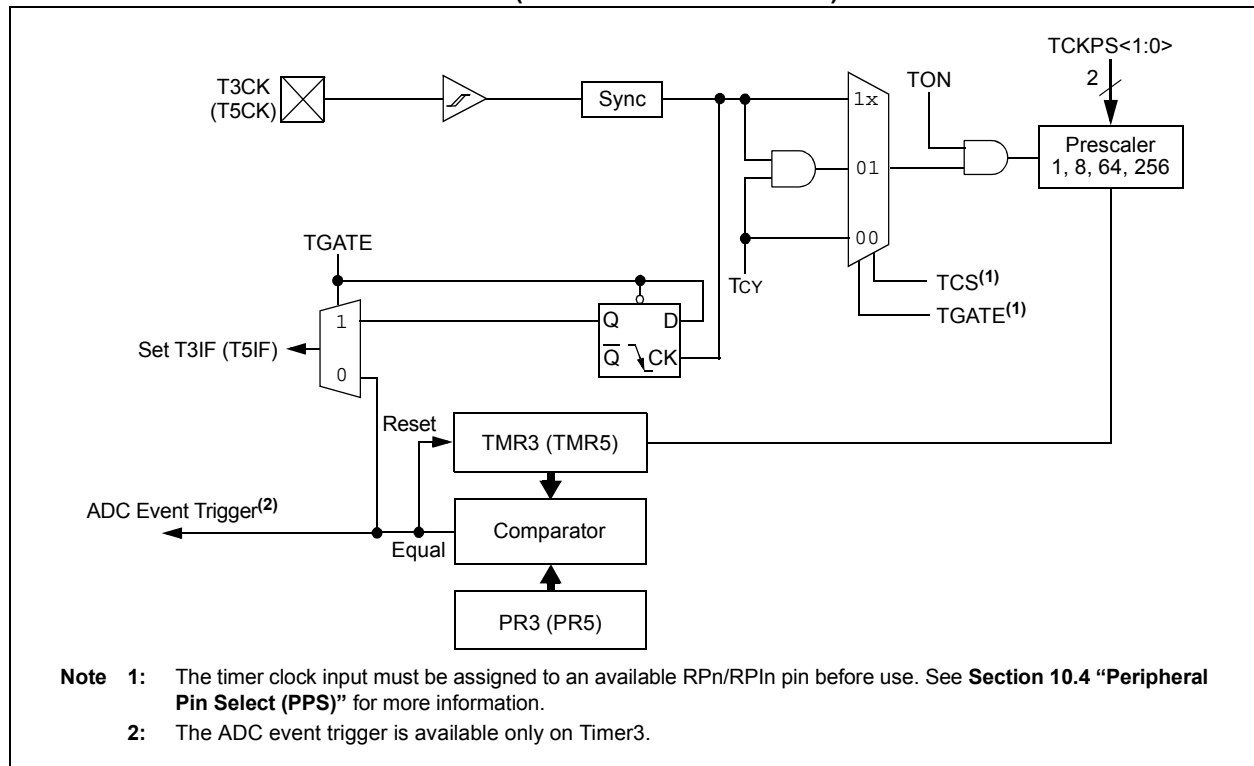 TCKPS<1:0>
2
T3CK
(T5CK)
Sync
1x
TON
Prescaler
1, 8, 64, 256
01
00
TGATE
TCY
TCS(1)
TGATE(1)
1
Q
D
Set T3IF (T5IF)
Q
CK
0
Reset
TMR3 (TMR5)
ADC Event Trigger(2)
Equal
Comparator
PR3 (PR5)
Note 1: The timer clock input must be assigned to an available RPn/RPIn pin before use. See Section 10.4 “Peripheral
Pin Select (PPS)” for more information.
2: The ADC event trigger is available only on Timer3.